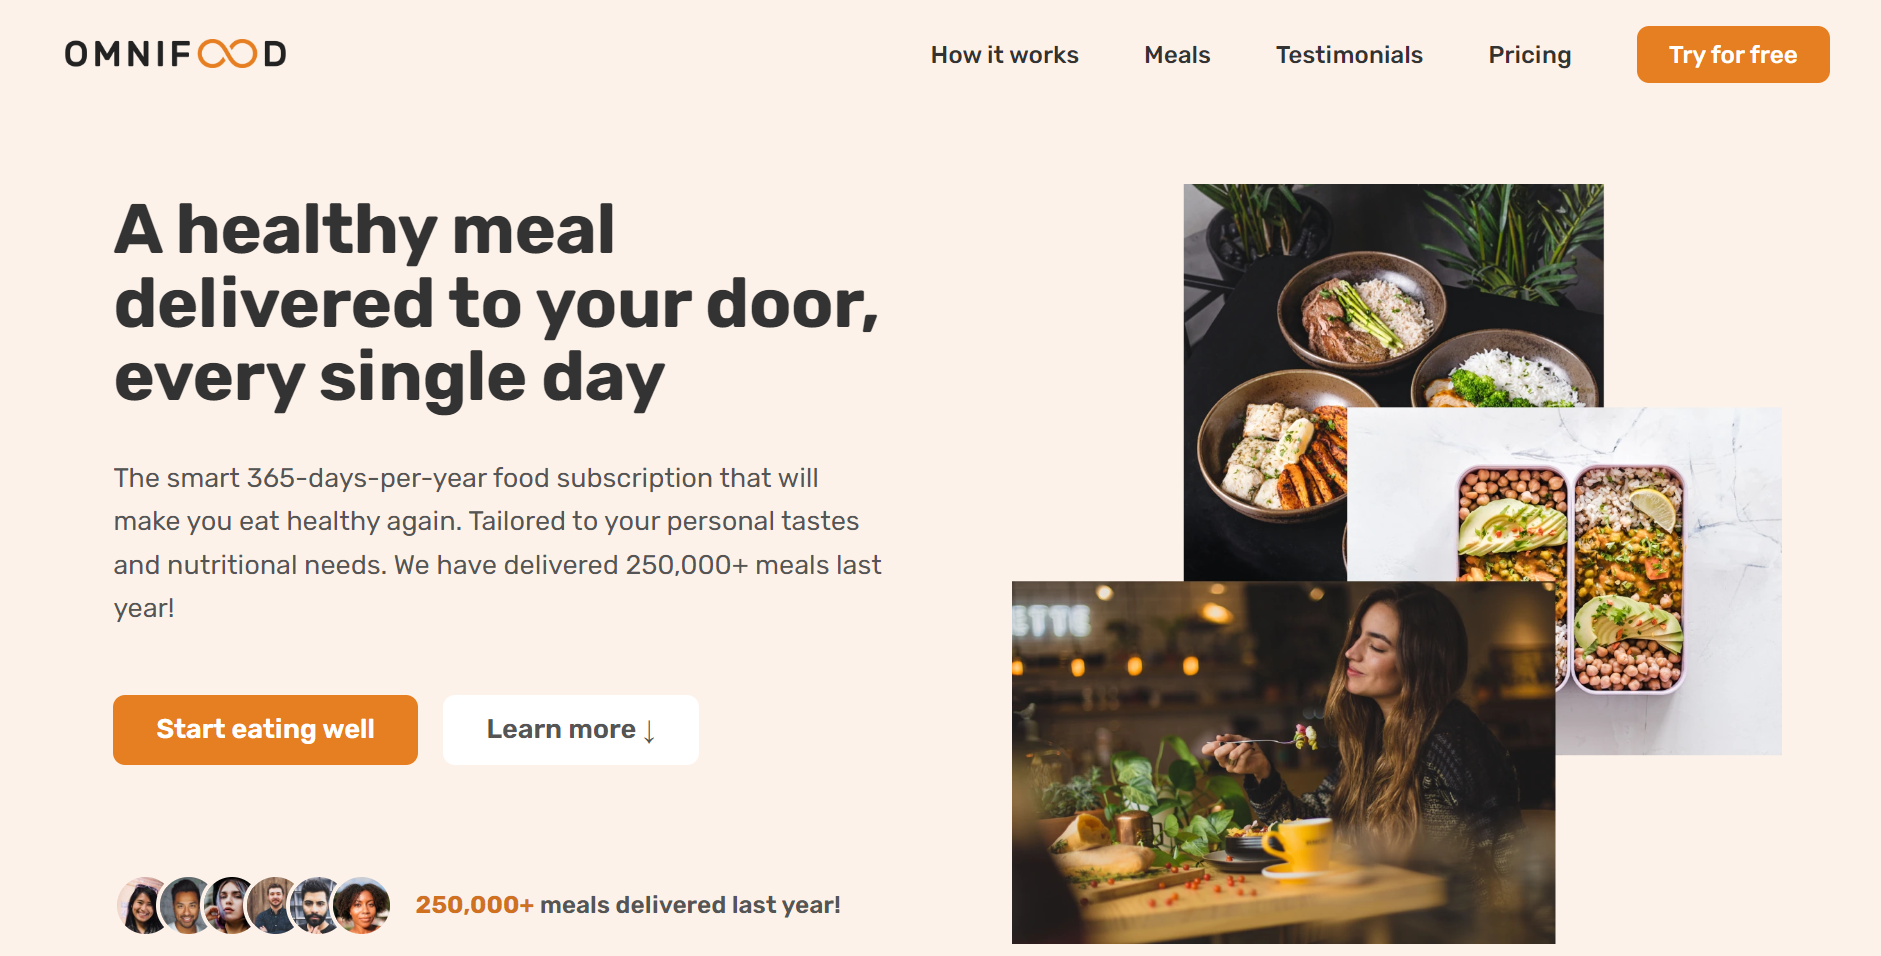 OMNIFOOD
How it works
Meals
Testimonials
Pricing
Try for free
A healthy meal
delivered to your door,
every single day
The smart 365-days-per-year food subscription that will
make you eat healthy again. Tailored to your personal tastes
and nutritional needs. We have delivered 250,000+ meals last
year!
Start eating well
Learn more ↓
250,000+ meals delivered last year!
ETTE